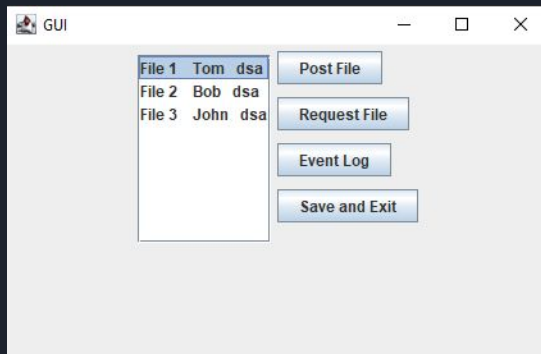 GUI
File 1 Tom dsa
File 2 Bob dsa
File 3 John dsa
Post File
Request File
Event Log
Save and Exit